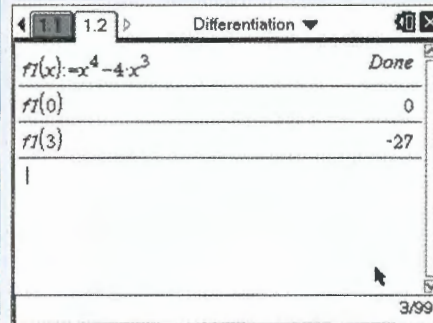 1.1 1.2 Differentiation
f1(x):=x⁴−4·x³ Done
f1(0) 0
f1(3) -27
3/99